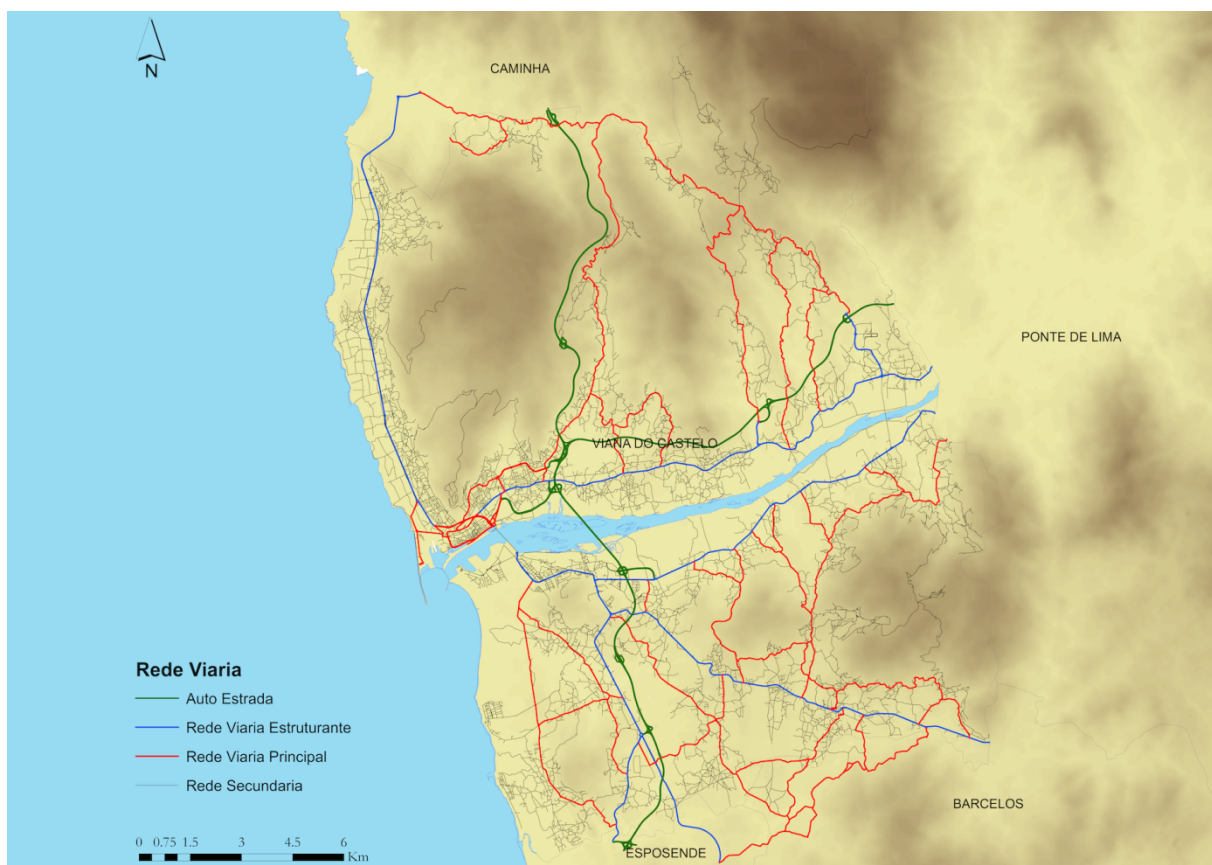 N
CAMINHA
PONTE DE LIMA
VIANA DO CASTELO
Rede Viaria
Auto Estrada
Rede Viaria Estruturante
Rede Viaria Principal
Rede Secundaria
0 0.75 1.5 3 4.5 6
Km
BARCELOS
ESPOSENDE